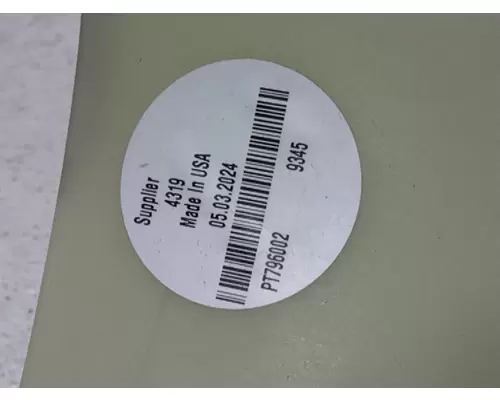 Supplier
4319
Made In USA
05.03.2024
PT796002 9345